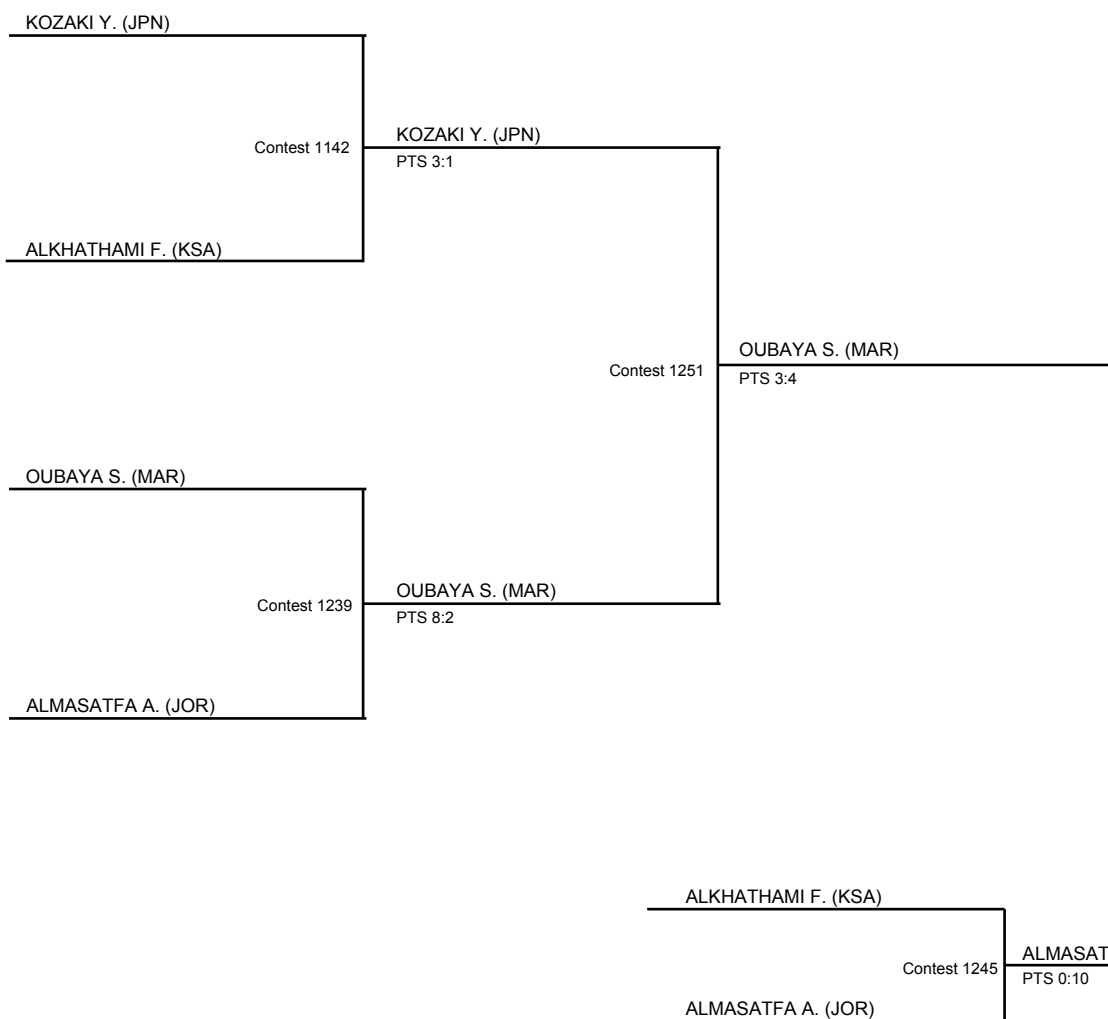 KOZAKI Y. (JPN)
Contest 1142
KOZAKI Y. (JPN)
PTS 3:1
ALKHATHAMI F. (KSA)
Contest 1251
OUBAYA S. (MAR)
PTS 3:4
OUBAYA S. (MAR)
Contest 1239
OUBAYA S. (MAR)
PTS 8:2
ALMASATFA A. (JOR)
ALKHATHAMI F. (KSA)
Contest 1245
ALMASAT
PTS 0:10
ALMASATFA A. (JOR)